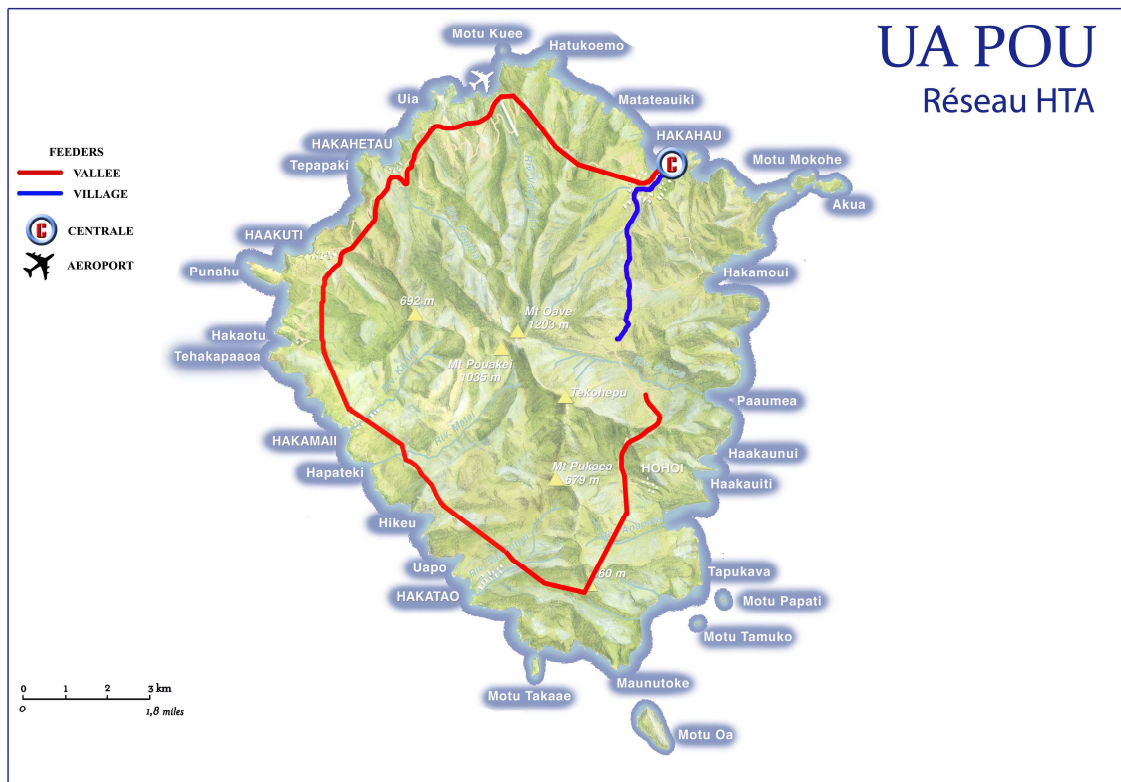 UA POU
Réseau HTA
FEEDERS
VALLEE
VILLAGE
C
CENTRALE
AEROPORT
Motu Kuee
Hatukoemo
Uia
Matateauiki
HAKAHETAU
HAKAHAU
Tepapaki
C
Motu Mokohe
Akua
HAAKUTI
Punahu
Hakamoui
692 m
Mt Oave
1203 m
Hakaotu
Tehakapaaoa
Mt Pouakei
1035 m
Tekohepu
Paaumea
HAKAMAII
Riv. Maiei
Hapateki
Haakaunui
Mt Pukoea
679 m
HOHOI
Haakauiti
Hikeu
Uapo
60 m
Tapukava
HAKATAO
Motu Papati
Motu Tamuko
Maunutoke
Motu Takaae
Motu Oa
0 1 2 3 km
0 1,8 miles